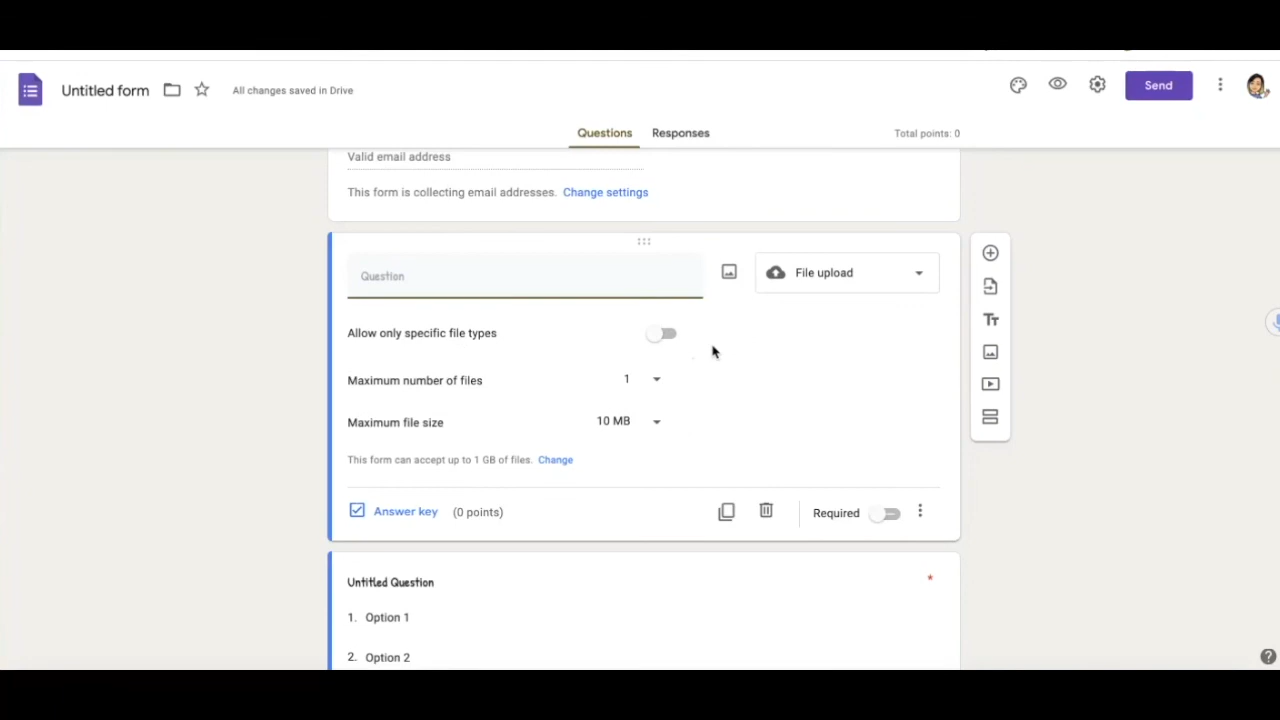 Untitled form
All changes saved in Drive
Send
Questions
Responses
Total points: 0
Valid email address
This form is collecting email addresses. Change settings
Question
File upload
Allow only specific file types
Maximum number of files
1
Maximum file size
10 MB
This form can accept up to 1 GB of files. Change
Answer key (0 points)
Required
Untitled Question *
1. Option 1
2. Option 2